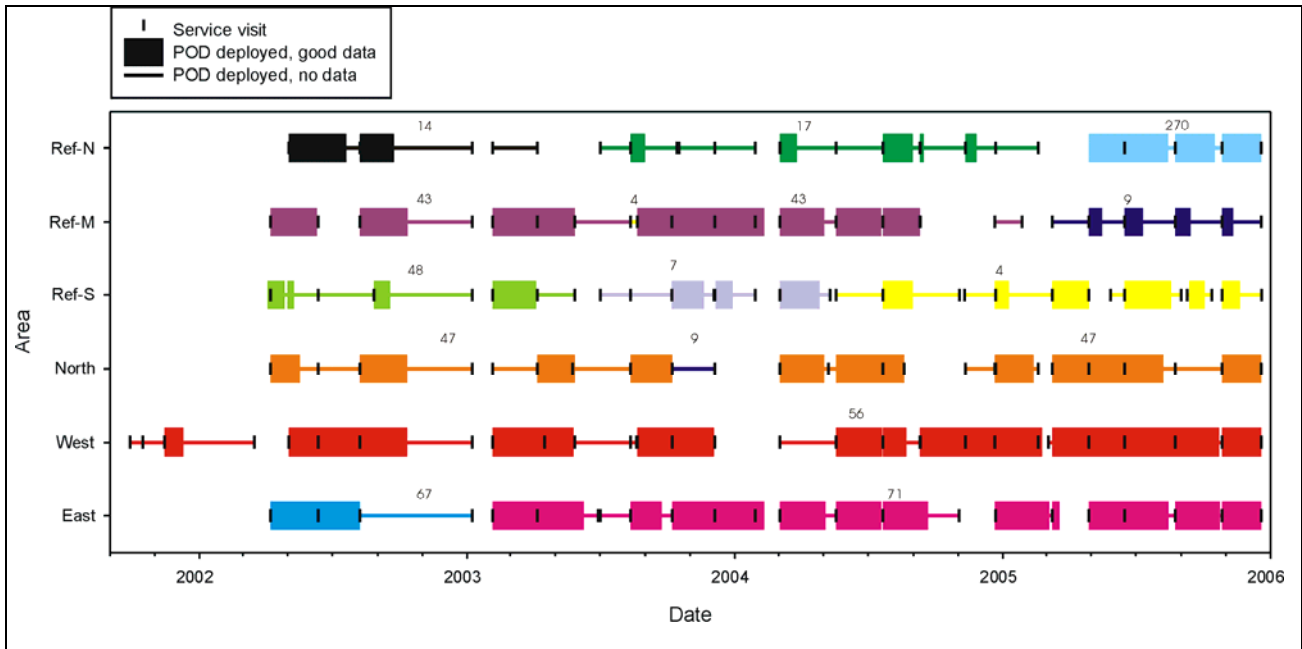 Service visit
POD deployed, good data
POD deployed, no data
Area
Ref-N
14
17
270
Ref-M
43
4
43
9
Ref-S
48
7
4
North
47
9
47
West
56
East
67
71
2002
2003
2004
2005
2006
Date